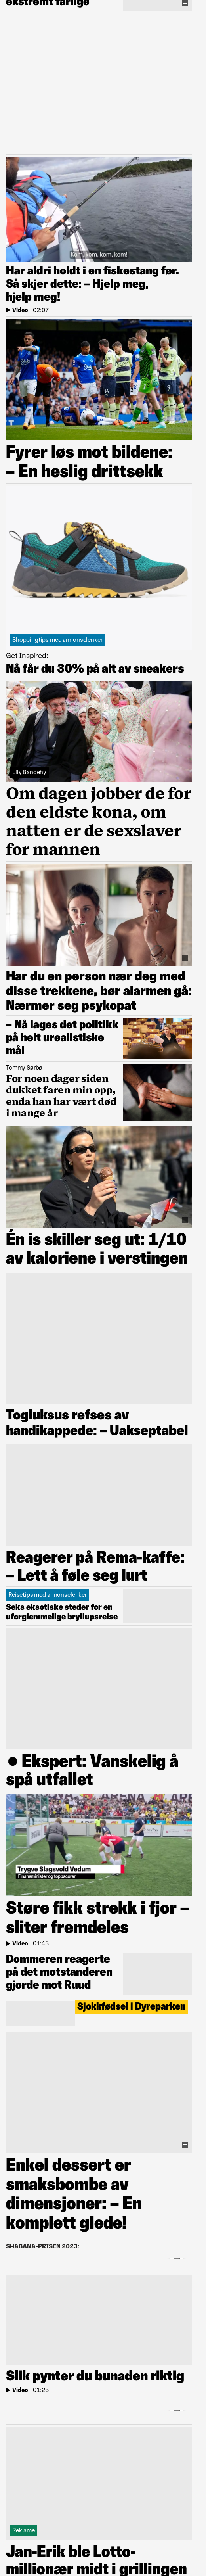 ekstremt farlige
Kom, kom, kom, kom!
Har aldri holdt i en fiskestang før.
Så skjer dette: – Hjelp meg,
hjelp meg!
Video | 02:07
Fyrer løs mot bildene:
– En heslig drittsekk
Shoppingtips med annonselenker
Get Inspired:
Nå får du 30% på alt av sneakers
Lily Bandehy
Om dagen jobber de for
den eldste kona, om
natten er de sexslaver
for mannen
Har du en person nær deg med
disse trekkene, bør alarmen gå:
Nærmer seg psykopat
– Nå lages det politikk
på helt urealistiske
mål
Tommy Sørbø
For noen dager siden
dukket faren min opp,
enda han har vært død
i mange år
Én is skiller seg ut: 1/10
av kaloriene i verstingen
Togluksus refses av
handikappede: – Uakseptabel
Reagerer på Rema-kaffe:
– Lett å føle seg lurt
Reisetips med annonselenker
Seks eksotiske steder for en
uforglemmelige bryllupsreise
● Ekspert: Vanskelig å
spå utfallet
Trygve Slagsvold Vedum
Finansminister og toppscorer
Støre fikk strekk i fjor –
sliter fremdeles
Video | 01:43
Dommeren reagerte
på det motstanderen
gjorde mot Ruud
Sjokkfødsel i Dyreparken
Enkel dessert er
smaksbombe av
dimensjoner: – En
komplett glede!
SHABANA-PRISEN 2023:
Slik pynter du bunaden riktig
Video | 01:23
Reklame
Jan-Erik ble Lotto-
millionær midt i grillingen